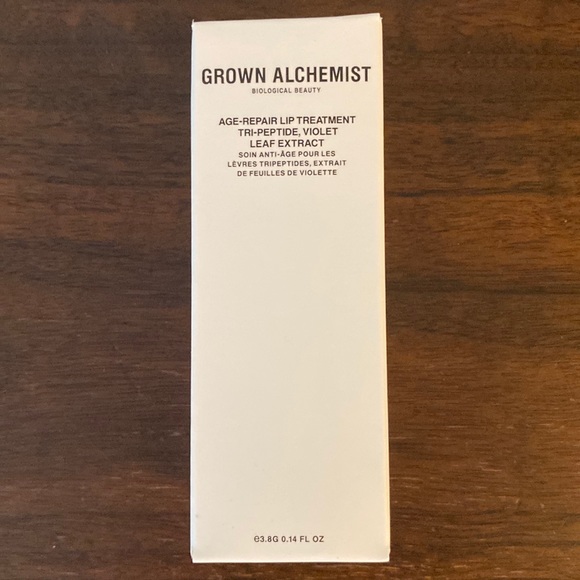 GROWN ALCHEMIST
BIOLOGICAL BEAUTY
AGE-REPAIR LIP TREATMENT
TRI-PEPTIDE, VIOLET
LEAF EXTRACT
SOIN ANTI-ÂGE POUR LES
LÈVRES TRIPEPTIDES, EXTRAIT
DE FEUILLES DE VIOLETTE
℮3.8G 0.14 FL OZ